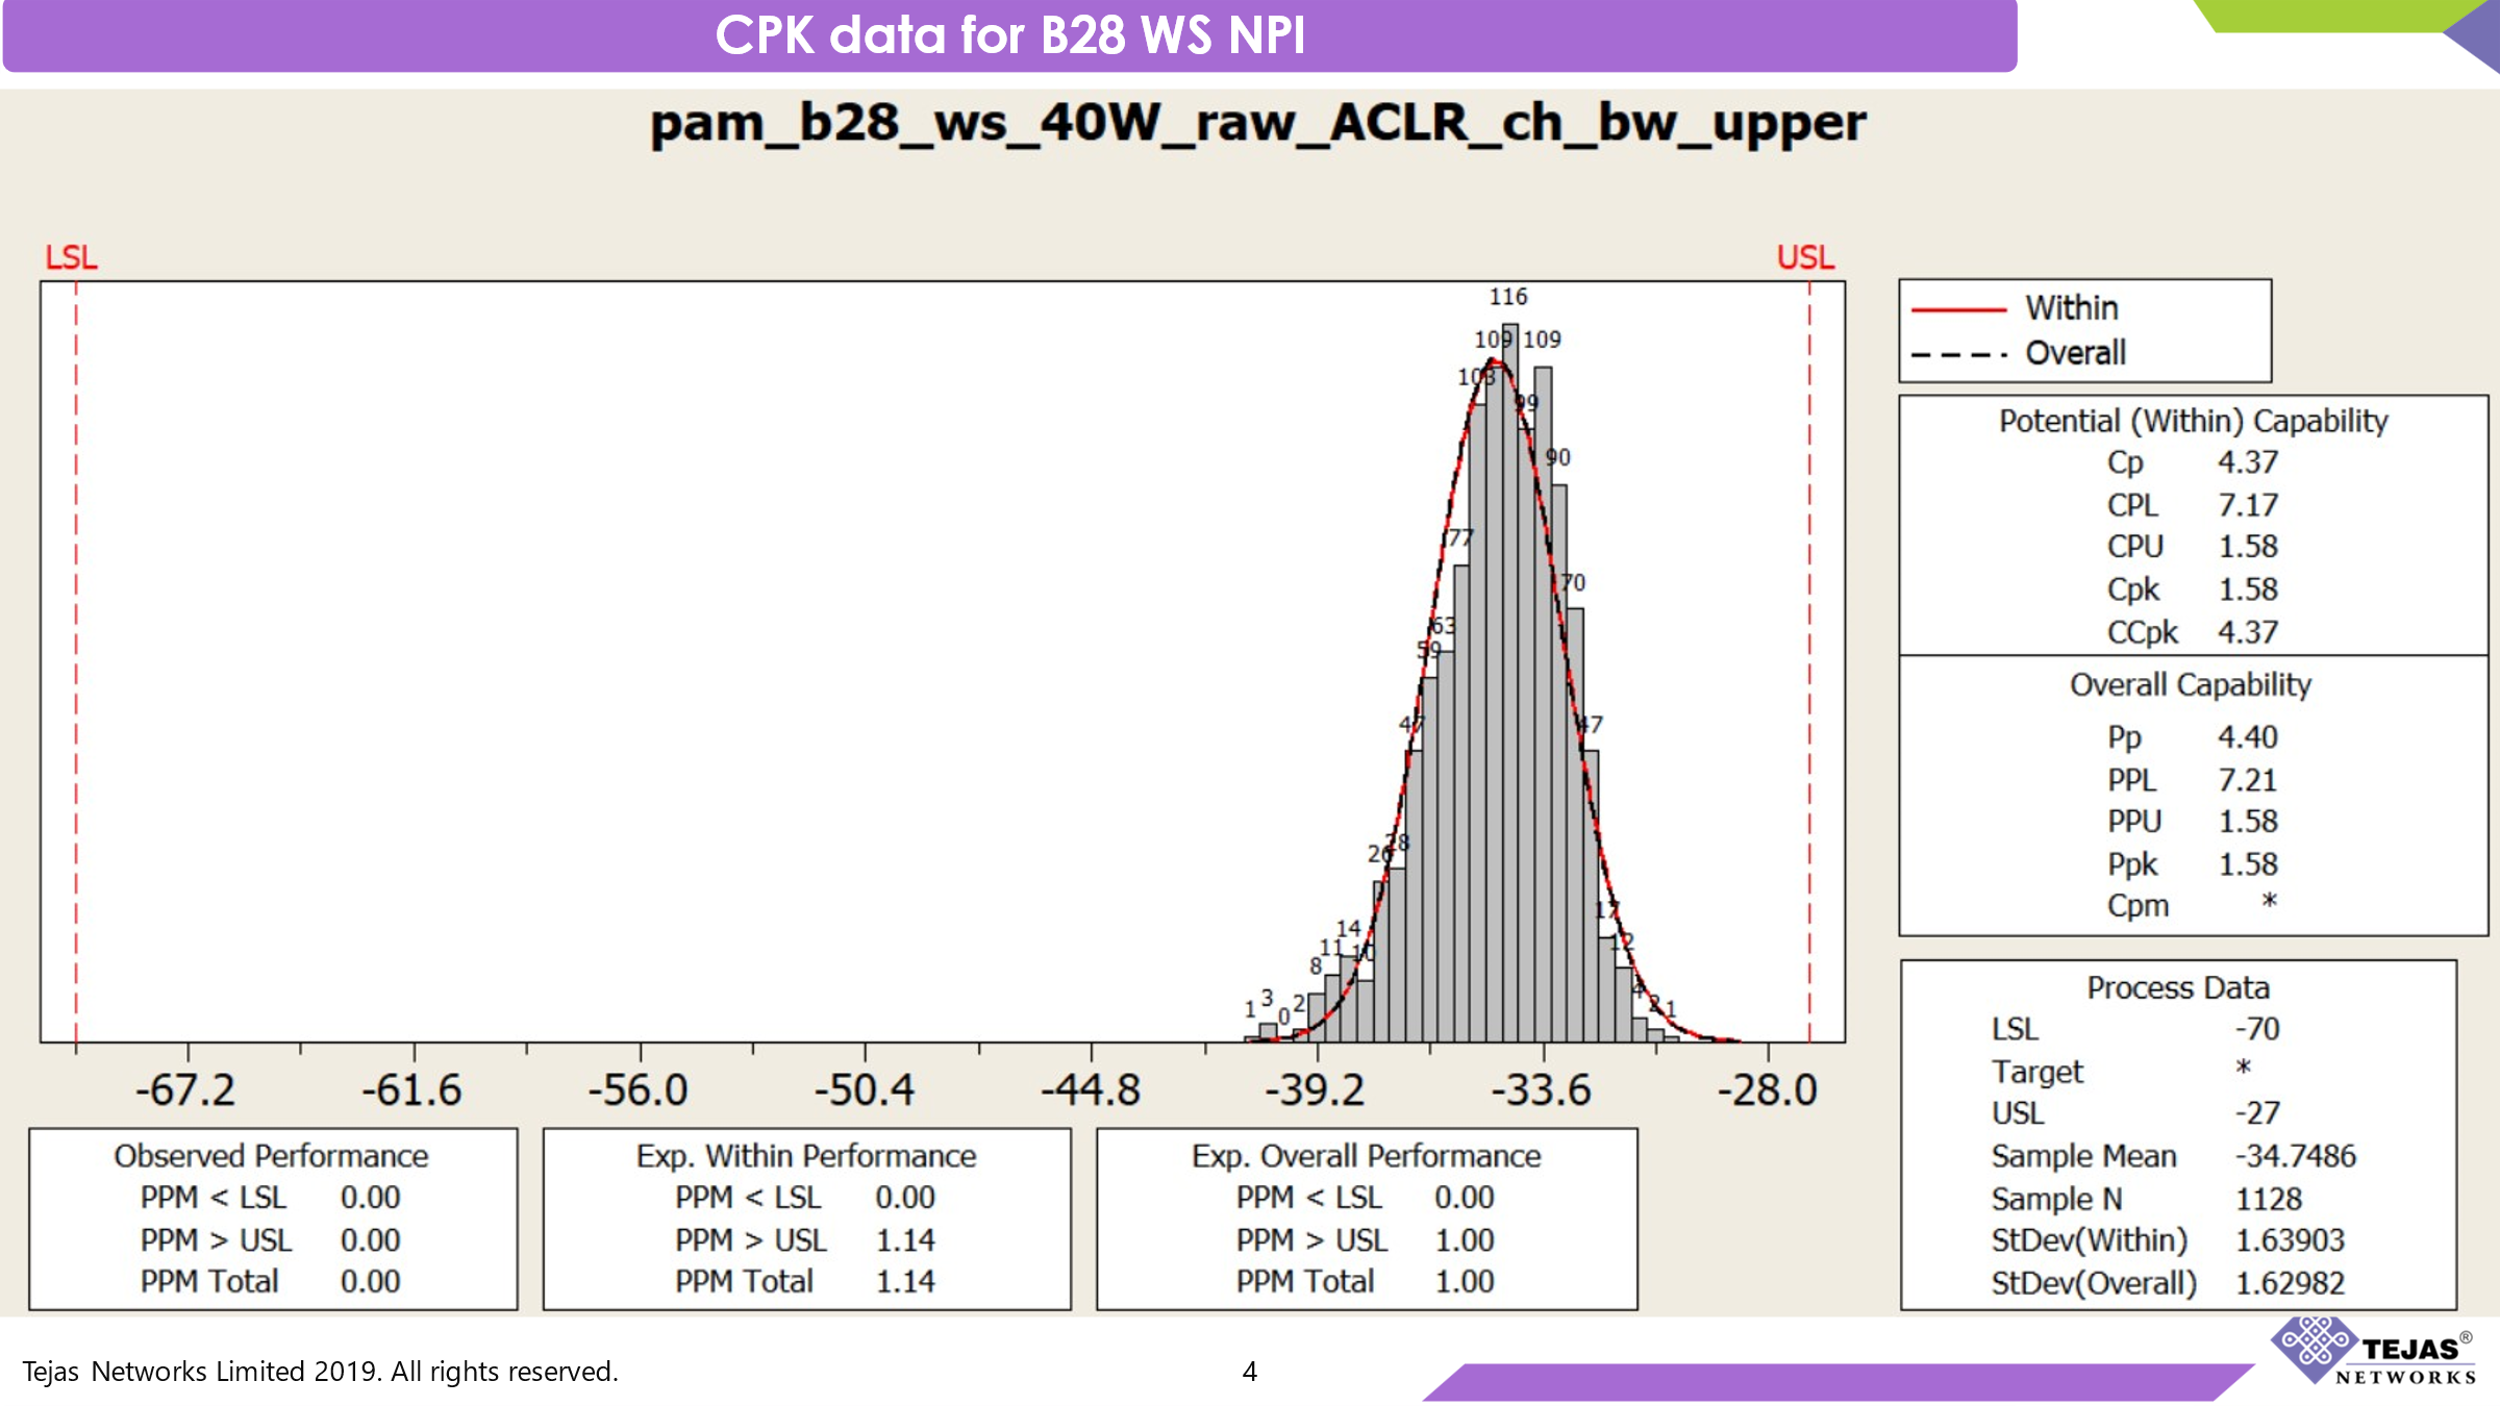 CPK data for B28 WS NPI
pam_b28_ws_40W_raw_ACLR_ch_bw_upper
LSL
USL
1
3
0
2
8
11
14
10
26
28
47
59
63
77
103
109
116
99
109
90
70
47
17
12
4
2
1
-67.2 -61.6 -56.0 -50.4 -44.8 -39.2 -33.6 -28.0
Within
Overall
Potential (Within) Capability
Cp 4.37
CPL 7.17
CPU 1.58
Cpk 1.58
CCpk 4.37
Overall Capability
Pp 4.40
PPL 7.21
PPU 1.58
Ppk 1.58
Cpm *
Process Data
LSL -70
Target *
USL -27
Sample Mean -34.7486
Sample N 1128
StDev(Within) 1.63903
StDev(Overall) 1.62982
Observed Performance
PPM < LSL 0.00
PPM > USL 0.00
PPM Total 0.00
Exp. Within Performance
PPM < LSL 0.00
PPM > USL 1.14
PPM Total 1.14
Exp. Overall Performance
PPM < LSL 0.00
PPM > USL 1.00
PPM Total 1.00
Tejas Networks Limited 2019. All rights reserved.
4
TEJAS®
NETWORKS